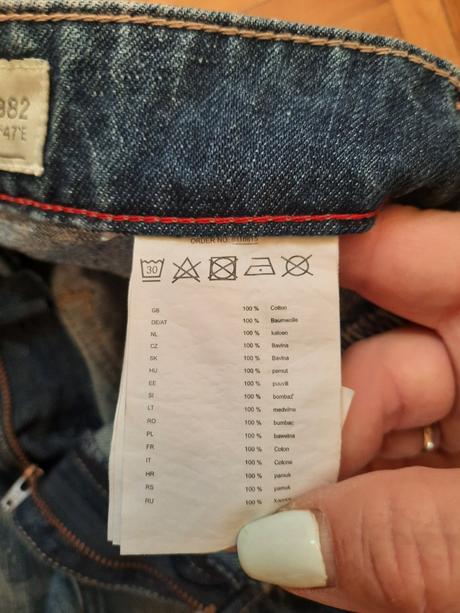 982
47'E
ORDER NO:
30
GB 100 % Cotton
DE/AT 100 % Baumwolle
NL 100 % katoen
CZ 100 % Bavlna
SK 100 % Bavlna
HU 100 % pamut
EE 100 % puuvill
SI 100 % bombaž
LT 100 % medvilna
RO 100 % bumbac
PL 100 % bawełna
FR 100 % Coton
IT 100 % Cotone
HR 100 % pamuk
RS 100 % pamuk
RU 100 %